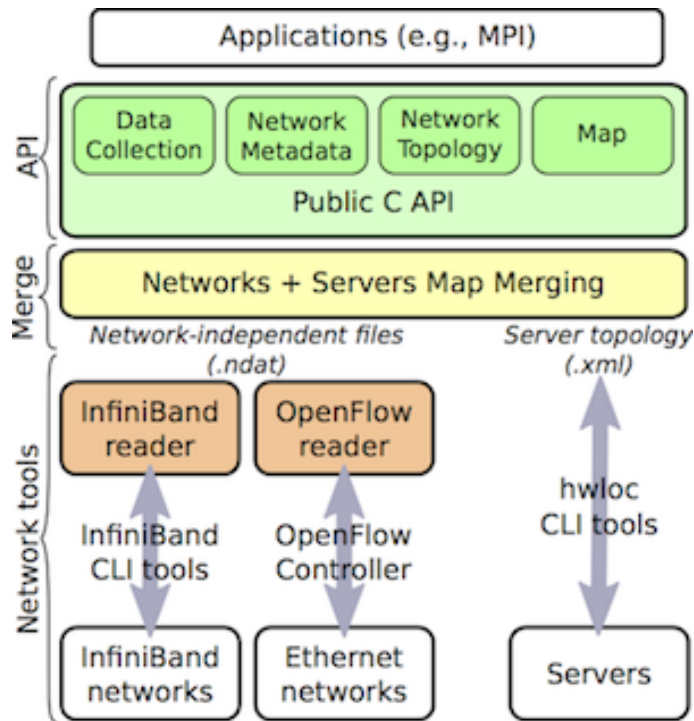 Applications (e.g., MPI)
API
Data
Collection
Network
Metadata
Network
Topology
Map
Public C API
Merge
Networks + Servers Map Merging
Network-independent files
(.ndat)
Server topology
(.xml)
Network tools
InfiniBand
reader
OpenFlow
reader
InfiniBand
CLI tools
OpenFlow
Controller
hwloc
CLI tools
InfiniBand
networks
Ethernet
networks
Servers